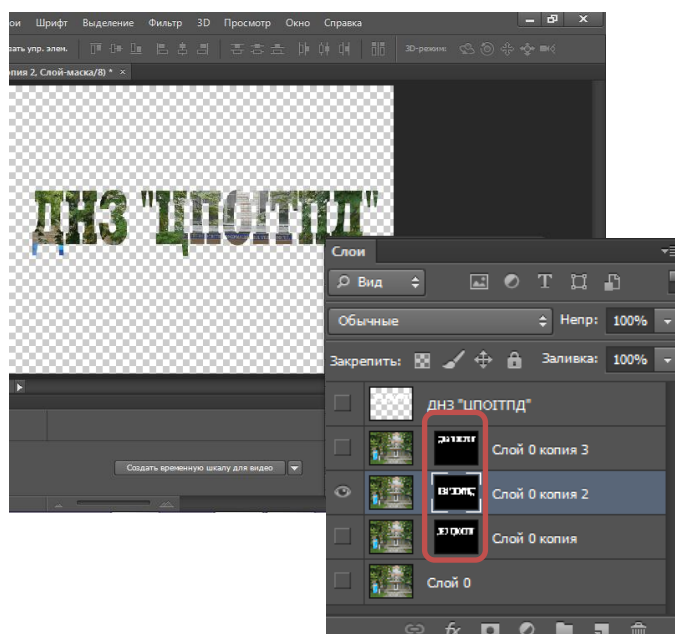 ои Шрифт Выделение Фильтр 3D Просмотр Окно Справка
зать упр. элем. 3D-режим:
опия 2, Слой-маска/8) * ×
ДНЗ "ЦПОІТПД"
Создать временную шкалу для видео
Слои
Вид
Обычные Непр: 100%
Закрепить: Заливка: 100%
ДНЗ "ЦПОІТПД"
Слой 0 копия 3
Слой 0 копия 2
Слой 0 копия
Слой 0